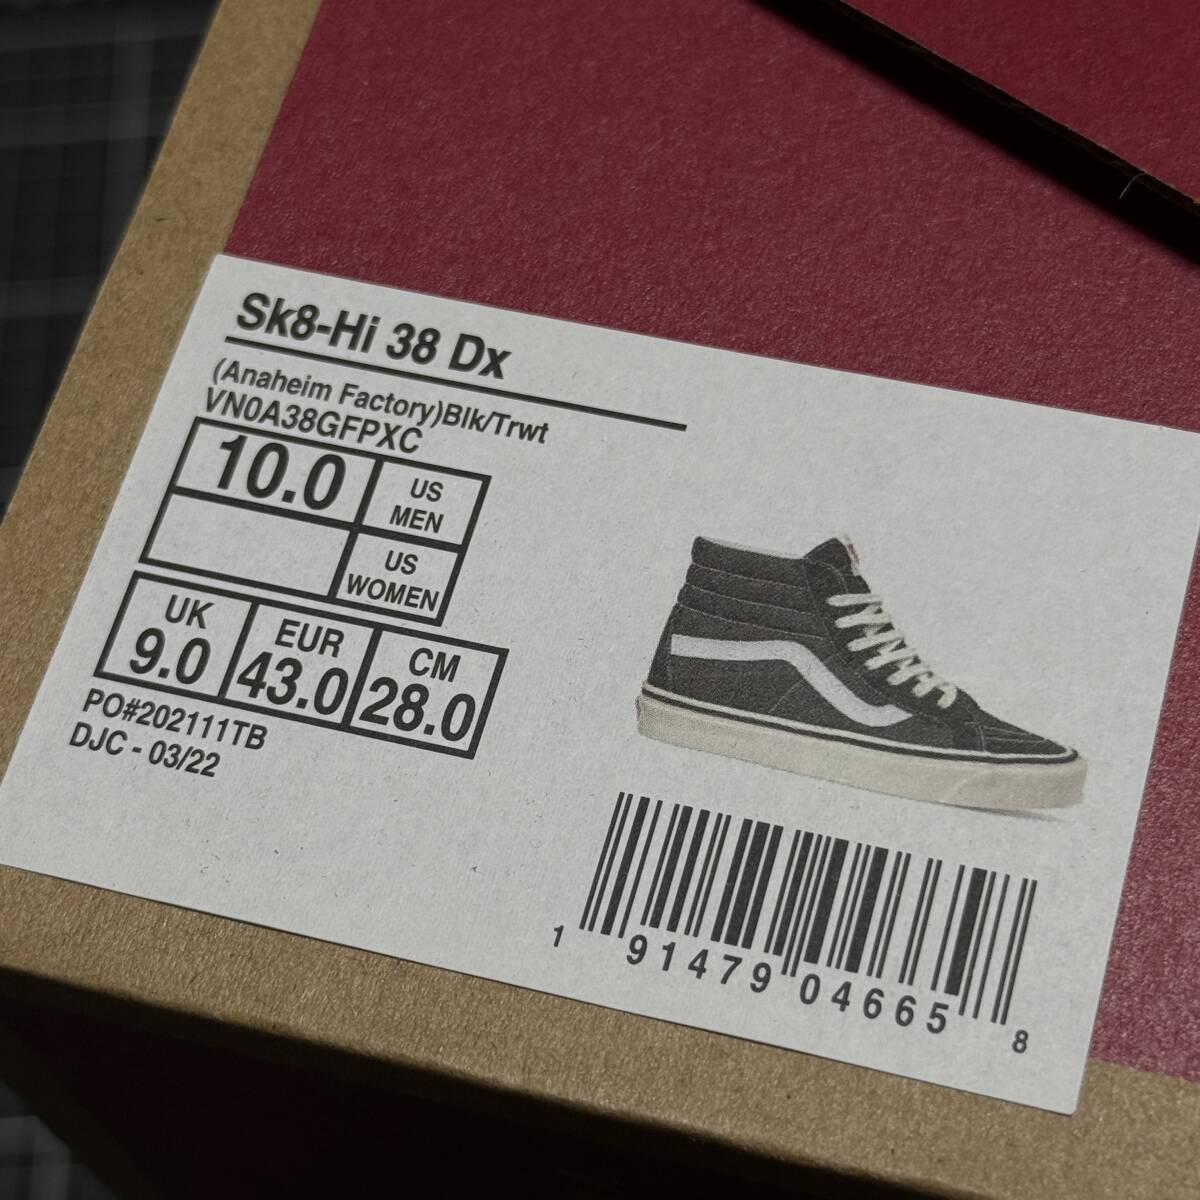 Sk8-Hi 38 Dx
(Anaheim Factory)Blk/Trwt
VN0A38GFPXC
10.0 US MEN
US WOMEN
UK EUR CM
9.0 43.0 28.0
PO#202111TB
DJC - 03/22
1 91479 04665 8